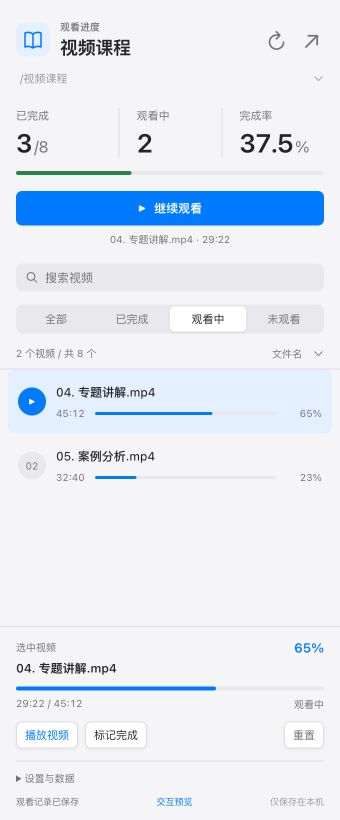 观看进度
视频课程
/视频课程
已完成 观看中 完成率
3/8 2 37.5%
继续观看
04. 专题讲解.mp4 · 29:22
搜索视频
全部 已完成 观看中 未观看
2 个视频 / 共 8 个 文件名
04. 专题讲解.mp4
45:12 65%
05. 案例分析.mp4
02
32:40 23%
选中视频 65%
04. 专题讲解.mp4
29:22 / 45:12 观看中
播放视频 标记完成 重置
设置与数据
观看记录已保存 交互预览 仅保存在本机